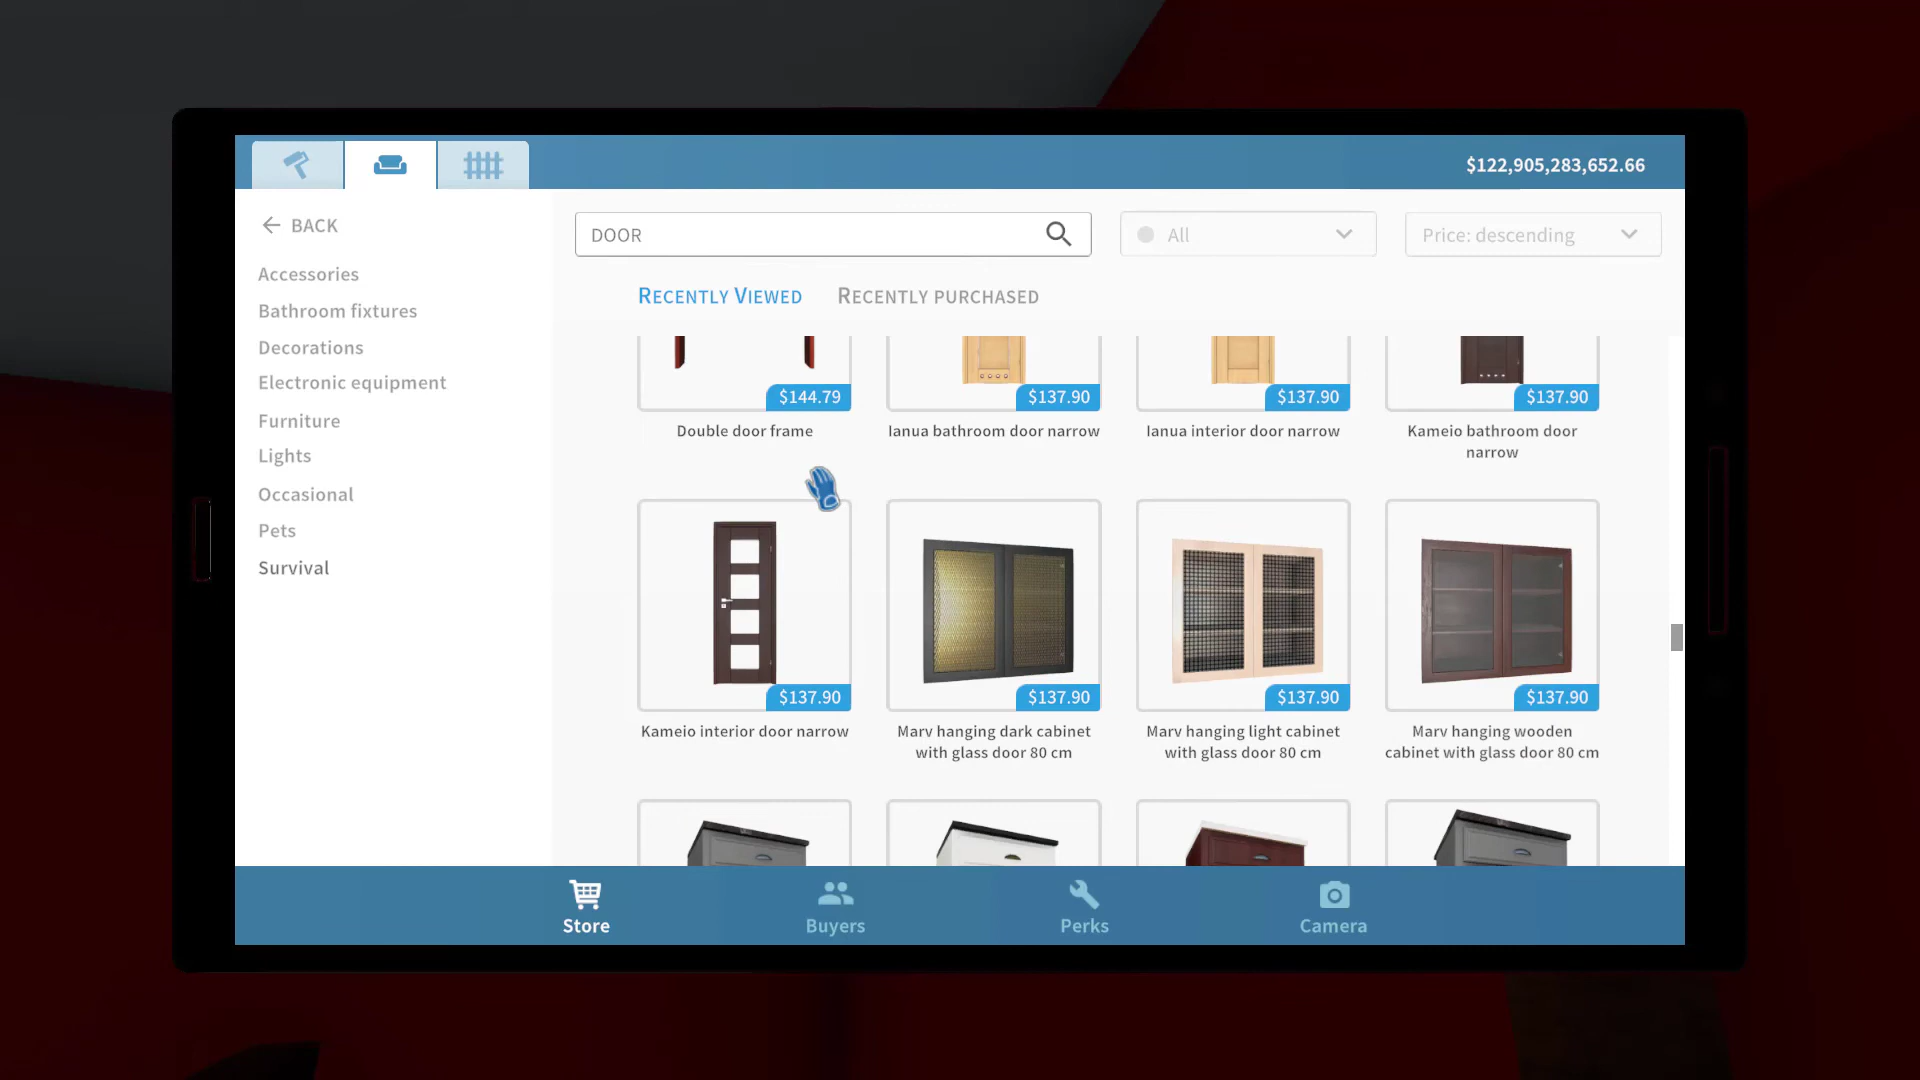 $122,905,283,652.66
BACK
DOOR
All
Price: descending
Accessories
Bathroom fixtures
Decorations
Electronic equipment
Furniture
Lights
Occasional
Pets
Survival
RECENTLY VIEWED
RECENTLY PURCHASED
$144.79
$137.90
$137.90
$137.90
Double door frame
Ianua bathroom door narrow
Ianua interior door narrow
Kameio bathroom door
narrow
$137.90
$137.90
$137.90
$137.90
Kameio interior door narrow
Marv hanging dark cabinet
with glass door 80 cm
Marv hanging light cabinet
with glass door 80 cm
Marv hanging wooden
cabinet with glass door 80 cm
Store
Buyers
Perks
Camera